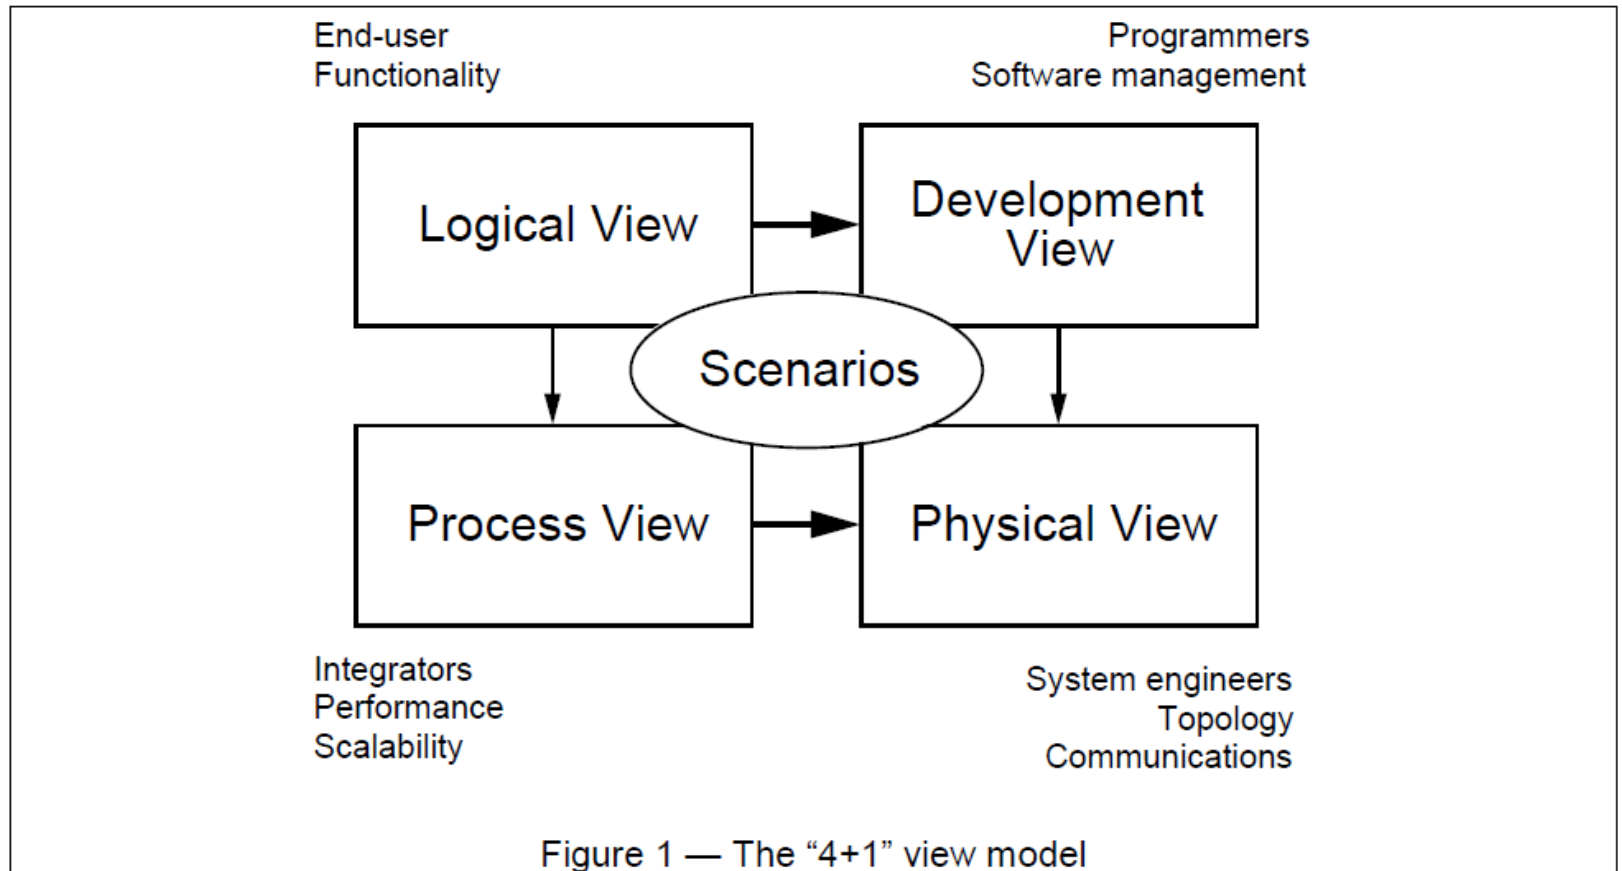 End-user
Functionality
Programmers
Software management
Logical View
Development
View
Scenarios
Process View
Physical View
Integrators
Performance
Scalability
System engineers
Topology
Communications
Figure 1 — The “4+1” view model